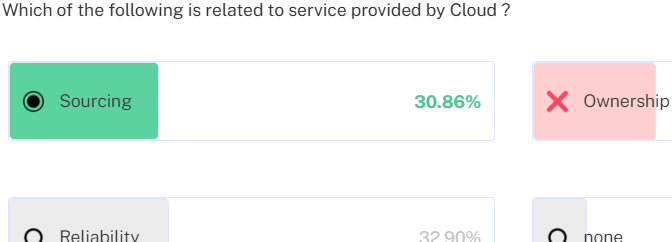 Which of the following is related to service provided by Cloud ?
Sourcing 30.86% Ownership
Reliability 32.90% none